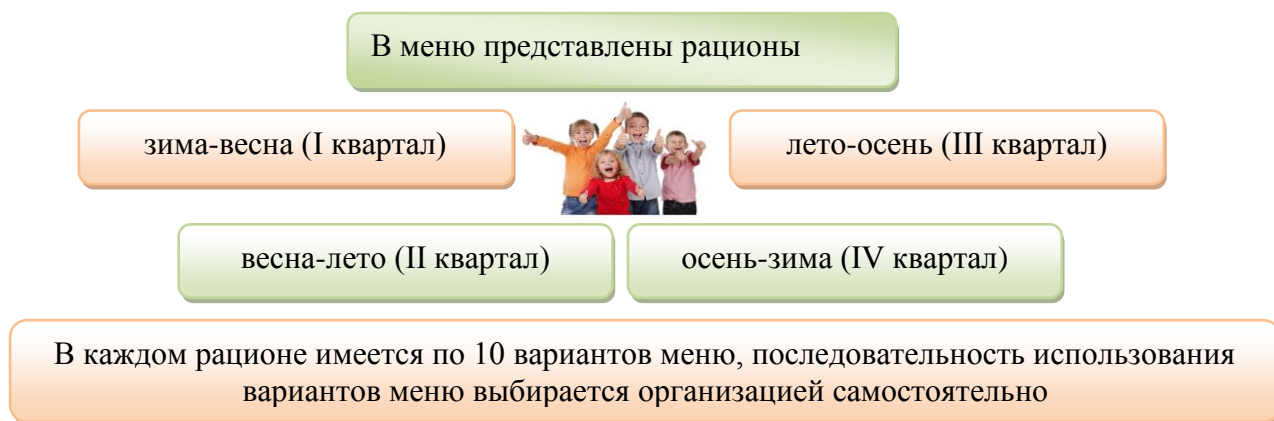 В меню представлены рационы
зима-весна (I квартал)
лето-осень (III квартал)
весна-лето (II квартал)
осень-зима (IV квартал)
В каждом рационе имеется по 10 вариантов меню, последовательность использования
вариантов меню выбирается организацией самостоятельно